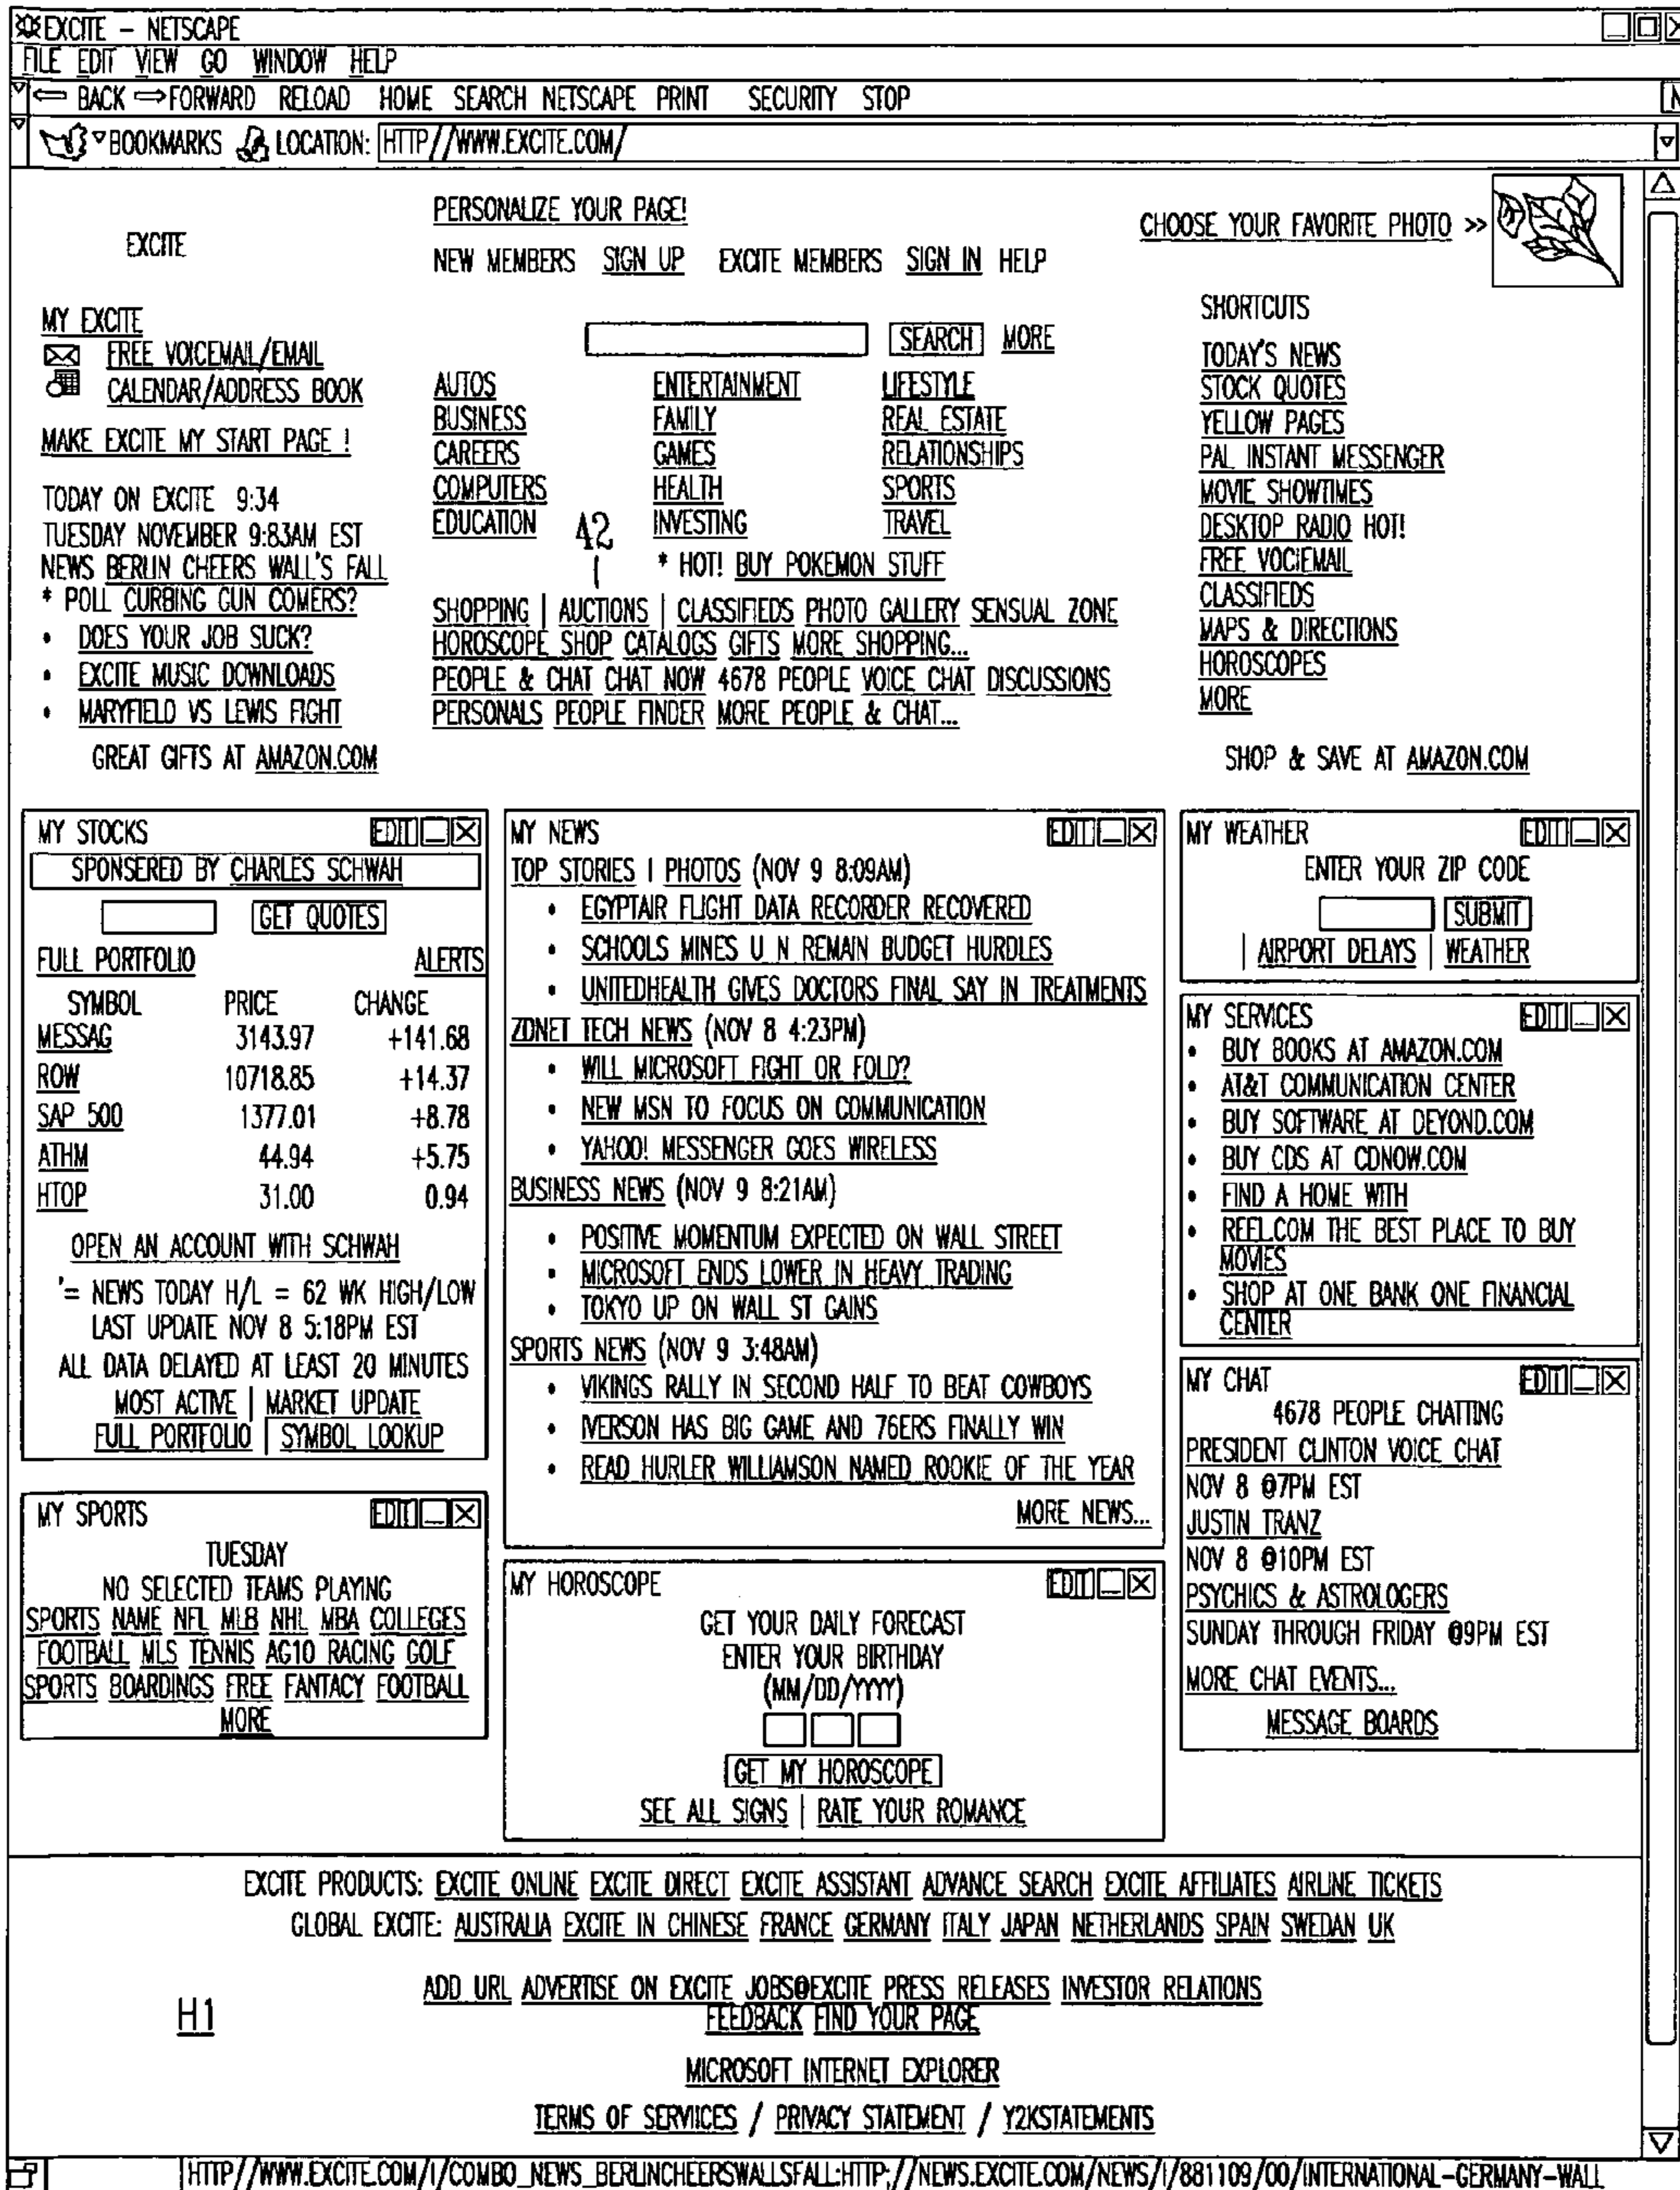 EXCITE – NETSCAPE
FILE EDIT VIEW GO WINDOW HELP
BACK FORWARD RELOAD HOME SEARCH NETSCAPE PRINT SECURITY STOP
N
BOOKMARKS LOCATION: HTTP//WWW.EXCITE.COM/
EXCITE
PERSONALIZE YOUR PAGE!
NEW MEMBERS SIGN UP EXCITE MEMBERS SIGN IN HELP
CHOOSE YOUR FAVORITE PHOTO >>
MY EXCITE
FREE VOICEMAIL/EMAIL
CALENDAR/ADDRESS BOOK
MAKE EXCITE MY START PAGE !
TODAY ON EXCITE 9:34
TUESDAY NOVEMBER 9:83AM EST
NEWS BERLIN CHEERS WALL'S FALL
* POLL CURBING GUN COMERS?
• DOES YOUR JOB SUCK?
• EXCITE MUSIC DOWNLOADS
• MARYFIELD VS LEWIS FIGHT
GREAT GIFTS AT AMAZON.COM
SEARCH MORE
AUTOS ENTERTAINMENT LIFESTYLE
BUSINESS FAMILY REAL ESTATE
CAREERS GAMES RELATIONSHIPS
COMPUTERS HEALTH SPORTS
EDUCATION INVESTING TRAVEL
42
* HOT! BUY POKEMON STUFF
SHOPPING | AUCTIONS | CLASSIFIEDS PHOTO GALLERY SENSUAL ZONE
HOROSCOPE SHOP CATALOGS GIFTS MORE SHOPPING...
PEOPLE & CHAT CHAT NOW 4678 PEOPLE VOICE CHAT DISCUSSIONS
PERSONALS PEOPLE FINDER MORE PEOPLE & CHAT...
SHORTCUTS
TODAY'S NEWS
STOCK QUOTES
YELLOW PAGES
PAL INSTANT MESSENGER
MOVIE SHOWTIMES
DESKTOP RADIO HOT!
FREE VOCIEMAIL
CLASSIFIEDS
MAPS & DIRECTIONS
HOROSCOPES
MORE
SHOP & SAVE AT AMAZON.COM
MY STOCKS EDIT
SPONSERED BY CHARLES SCHWAH
GET QUOTES
FULL PORTFOLIO ALERTS
SYMBOL PRICE CHANGE
MESSAG 3143.97 +141.68
ROW 10718.85 +14.37
SAP 500 1377.01 +8.78
ATHM 44.94 +5.75
HTOP 31.00 0.94
OPEN AN ACCOUNT WITH SCHWAH
'= NEWS TODAY H/L = 62 WK HIGH/LOW
LAST UPDATE NOV 8 5:18PM EST
ALL DATA DELAYED AT LEAST 20 MINUTES
MOST ACTIVE | MARKET UPDATE
FULL PORTFOLIO | SYMBOL LOOKUP
MY SPORTS EDIT
TUESDAY
NO SELECTED TEAMS PLAYING
SPORTS NAME NFL MLB NHL MBA COLLEGES
FOOTBALL MLS TENNIS AG10 RACING GOLF
SPORTS BOARDINGS FREE FANTACY FOOTBALL
MORE
MY NEWS EDIT
TOP STORIES | PHOTOS (NOV 9 8:09AM)
• EGYPTAIR FLIGHT DATA RECORDER RECOVERED
• SCHOOLS MINES U N REMAIN BUDGET HURDLES
• UNITEDHEALTH GIVES DOCTORS FINAL SAY IN TREATMENTS
ZDNET TECH NEWS (NOV 8 4:23PM)
• WILL MICROSOFT FIGHT OR FOLD?
• NEW MSN TO FOCUS ON COMMUNICATION
• YAHOO! MESSENGER GOES WIRELESS
BUSINESS NEWS (NOV 9 8:21AM)
• POSITIVE MOMENTUM EXPECTED ON WALL STREET
• MICROSOFT ENDS LOWER IN HEAVY TRADING
• TOKYO UP ON WALL ST GAINS
SPORTS NEWS (NOV 9 3:48AM)
• VIKINGS RALLY IN SECOND HALF TO BEAT COWBOYS
• IVERSON HAS BIG GAME AND 76ERS FINALLY WIN
• READ HURLER WILLIAMSON NAMED ROOKIE OF THE YEAR
MORE NEWS...
MY HOROSCOPE EDIT
GET YOUR DAILY FORECAST
ENTER YOUR BIRTHDAY
(MM/DD/YYYY)
GET MY HOROSCOPE
SEE ALL SIGNS | RATE YOUR ROMANCE
MY WEATHER EDIT
ENTER YOUR ZIP CODE
SUBMIT
| AIRPORT DELAYS | WEATHER
MY SERVICES EDIT
• BUY BOOKS AT AMAZON.COM
• AT&T COMMUNICATION CENTER
• BUY SOFTWARE AT DEYOND.COM
• BUY CDS AT CDNOW.COM
• FIND A HOME WITH
• REEL.COM THE BEST PLACE TO BUY
MOVIES
• SHOP AT ONE BANK ONE FINANCIAL
CENTER
MY CHAT EDIT
4678 PEOPLE CHATTING
PRESIDENT CLINTON VOICE CHAT
NOV 8 @7PM EST
JUSTIN TRANZ
NOV 8 @10PM EST
PSYCHICS & ASTROLOGERS
SUNDAY THROUGH FRIDAY @9PM EST
MORE CHAT EVENTS...
MESSAGE BOARDS
EXCITE PRODUCTS: EXCITE ONLINE EXCITE DIRECT EXCITE ASSISTANT ADVANCE SEARCH EXCITE AFFILIATES AIRLINE TICKETS
GLOBAL EXCITE: AUSTRALIA EXCITE IN CHINESE FRANCE GERMANY ITALY JAPAN NETHERLANDS SPAIN SWEDAN UK
ADD URL ADVERTISE ON EXCITE JOBS@EXCITE PRESS RELEASES INVESTOR RELATIONS
FEEDBACK FIND YOUR PAGE
H1
MICROSOFT INTERNET EXPLORER
TERMS OF SERVICES / PRIVACY STATEMENT / Y2KSTATEMENTS
HTTP//WWW.EXCITE.COM/I/COMBO_NEWS_BERLINCHEERSWALLSFALL:HTTP;//NEWS.EXCITE.COM/NEWS/I/881109/00/INTERNATIONAL-GERMANY-WALL